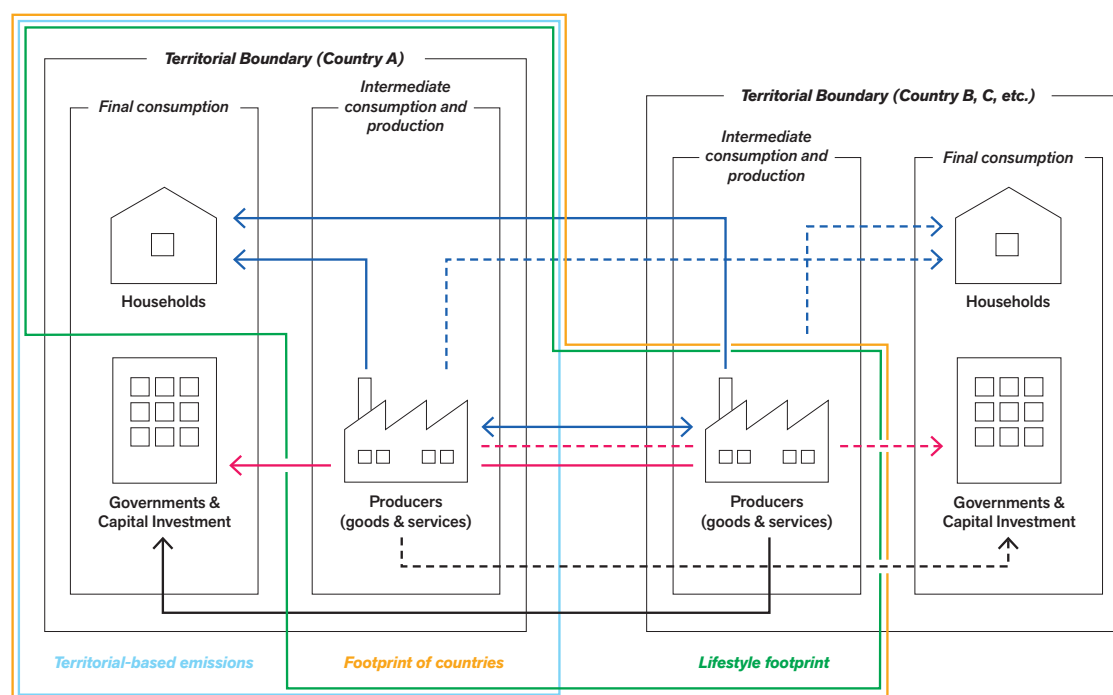 Territorial Boundary (Country A)
Final consumption
Intermediate
consumption and
production
Households
Governments &
Capital Investment
Producers
(goods & services)
Territorial Boundary (Country B, C, etc.)
Intermediate
consumption and
production
Final consumption
Producers
(goods & services)
Households
Governments &
Capital Investment
Territorial-based emissions
Footprint of countries
Lifestyle footprint